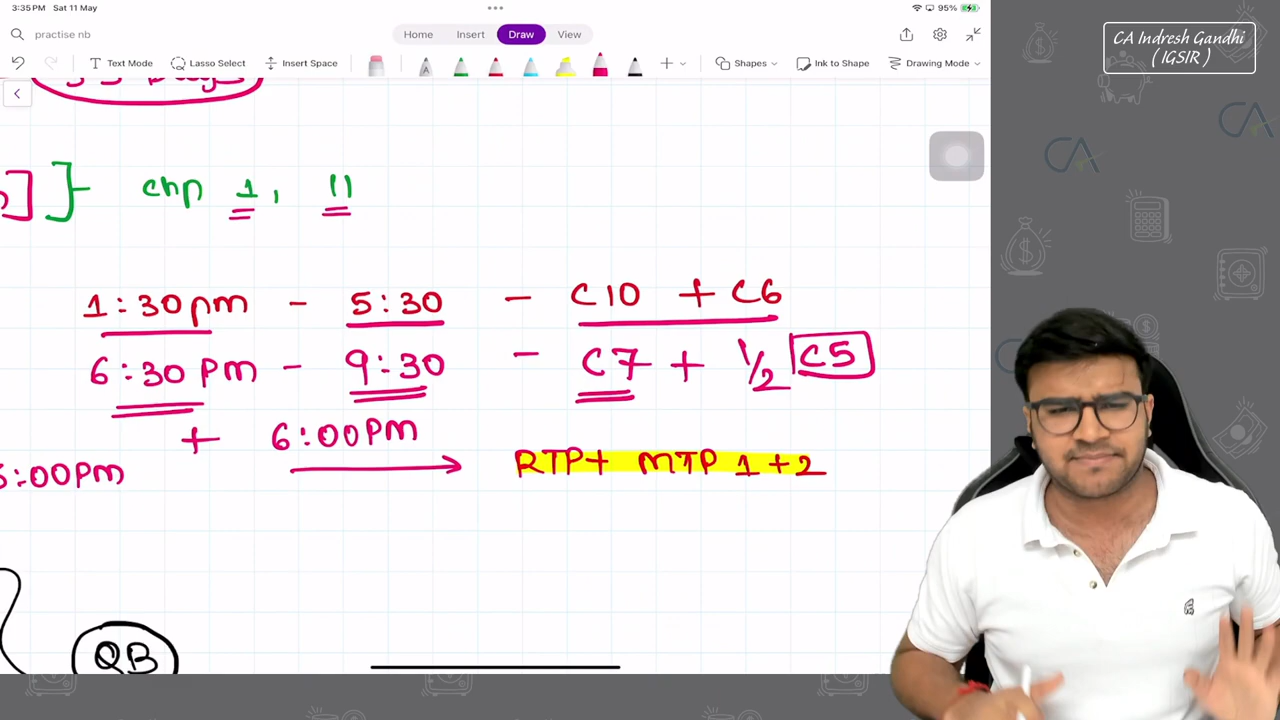 3:35 PM Sat 11 May
95%
practise nb
Home Insert Draw View
Text Mode Lasso Select Insert Space Shapes Ink to Shape Drawing Mode
CA Indresh Gandhi
( IGSIR )
chp 1, 11
1:30pm - 5:30 - C10 + C6
6:30 Pm - 9:30 - C7 + 1/2 C5
+ 6:00PM
:00PM
RTP+ MTP 1+2
QB
CA
CA